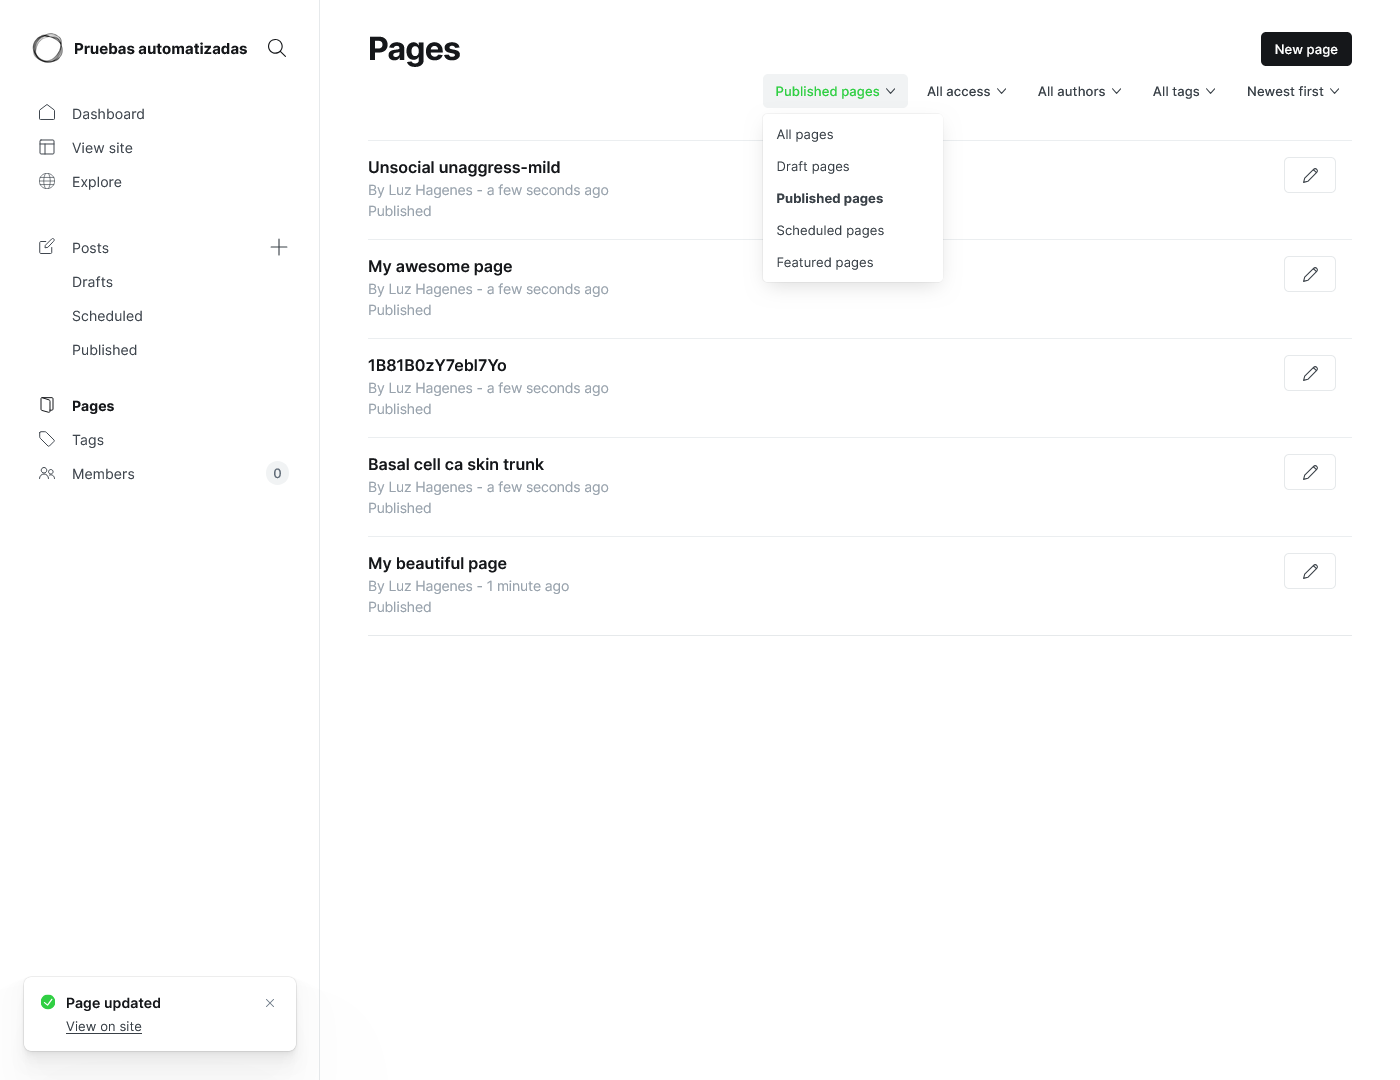 Pruebas automatizadas
Dashboard
View site
Explore
Posts
Drafts
Scheduled
Published
Pages
Tags
Members
0
Page updated
View on site
Pages
New page
Published pages
All access
All authors
All tags
Newest first
All pages
Draft pages
Published pages
Scheduled pages
Featured pages
Unsocial unaggress-mild
By Luz Hagenes - a few seconds ago
Published
My awesome page
By Luz Hagenes - a few seconds ago
Published
1B81B0zY7ebI7Yo
By Luz Hagenes - a few seconds ago
Published
Basal cell ca skin trunk
By Luz Hagenes - a few seconds ago
Published
My beautiful page
By Luz Hagenes - 1 minute ago
Published